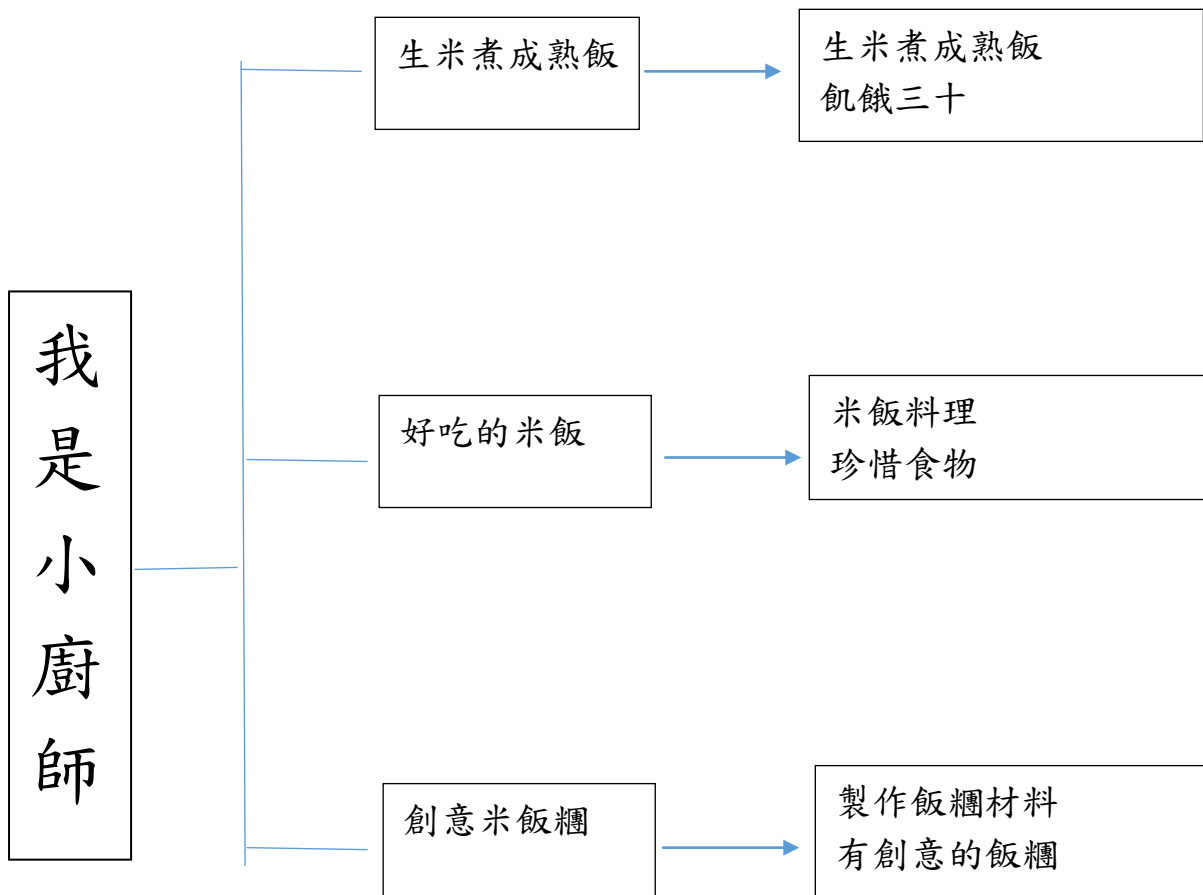 我是小廚師
生米煮成熟飯
生米煮成熟飯
飢餓三十
好吃的米飯
米飯料理
珍惜食物
創意米飯糰
製作飯糰材料
有創意的飯糰